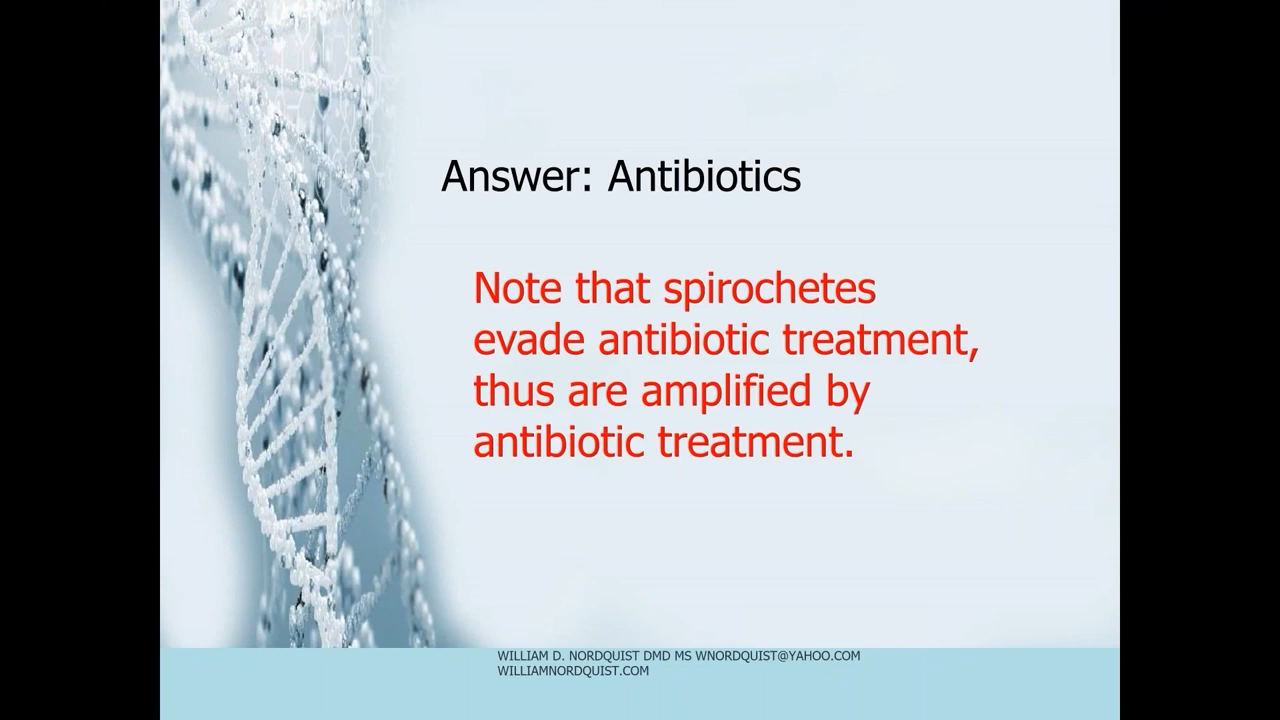 Answer: Antibiotics
Note that spirochetes
evade antibiotic treatment,
thus are amplified by
antibiotic treatment.
WILLIAM D. NORDQUIST DMD MS WNORDQUIST@YAHOO.COM
WILLIAMNORDQUIST.COM